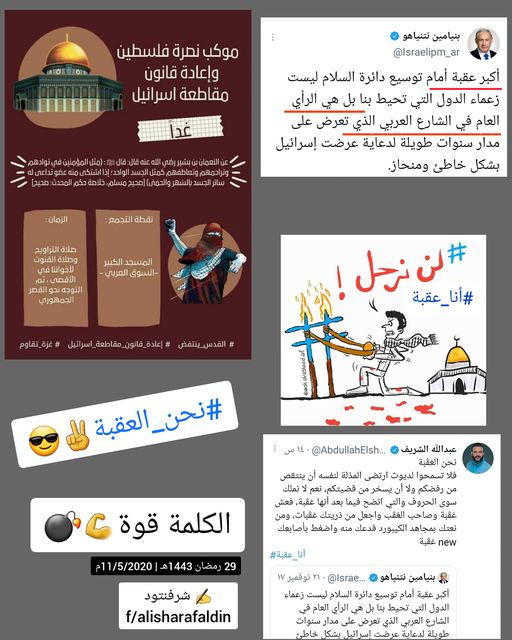 موكب نصرة فلسطين
وإعادة قانون
مقاطعة اسرائيل
غداً
عن النعمان بن بشير رضي الله عنه قال: قال ﷺ : (مثل المؤمنين في توادهم
وتراحمهم وتعاطفهم كمثل الجسد الواحد؛ إذا اشتكى منه عضو تداعى له
سائر الجسد بالسهر والحمى) [صحيح مسلم، خلاصة حكم المحدث: صحيح]
نقطة التجمع :
المسجد الكبير
-السوق العربي-
الزمان :
صلاة التراويح
وصلاة القنوت
لأخواننا في
الأقصى ، ثم
التوجه نحو القصر
الجمهوري
# القدس_ينتفض # إعادة_قانون_مقاطعة_اسرائيل # غزة_تقاوم
بنيامين نتنياهو
@Israelipm_ar
أكبر عقبة أمام توسيع دائرة السلام ليست
زعماء الدول التي تحيط بنا بل هي الرأي
العام في الشارع العربي الذي تعرض على
مدار سنوات طويلة لدعاية عرضت إسرائيل
بشكل خاطئ ومنحاز.
# لن نرحل !
#أنا_عقبة
#نحن_العقبة
الكلمة قوة
29 رمضان 1443هـ | 11/5/2020م
شرفنتود
f/alisharafaldin
عبدالله الشريف @AbdullahElsh... · ١٤ س
نحن العقبة
فلا تسمحوا لديوث ارتضى المذلة لنفسه أن ينتقص
من رفضكم ولا أن يسخر من قضيتكم، نعم لا نملك
سوى الحروف والتي اتضح فيما بعد أنها عقبة، فعش
عقبة وصاحب العقب واجعل من ذريتك عقبات، ومن
نعتك بمجاهد الكيبورد فدعك منه واضغط بأصابعك
new عقبة
#أنا_عقبة
بنيامين نتنياهو @Israe... · ٢١ نوفمبر ١٧
أكبر عقبة أمام توسيع دائرة السلام ليست زعماء
الدول التي تحيط بنا بل هي الرأي العام في
الشارع العربي الذي تعرض على مدار سنوات
طويلة لدعاية عرضت إسرائيل بشكل خاطئ